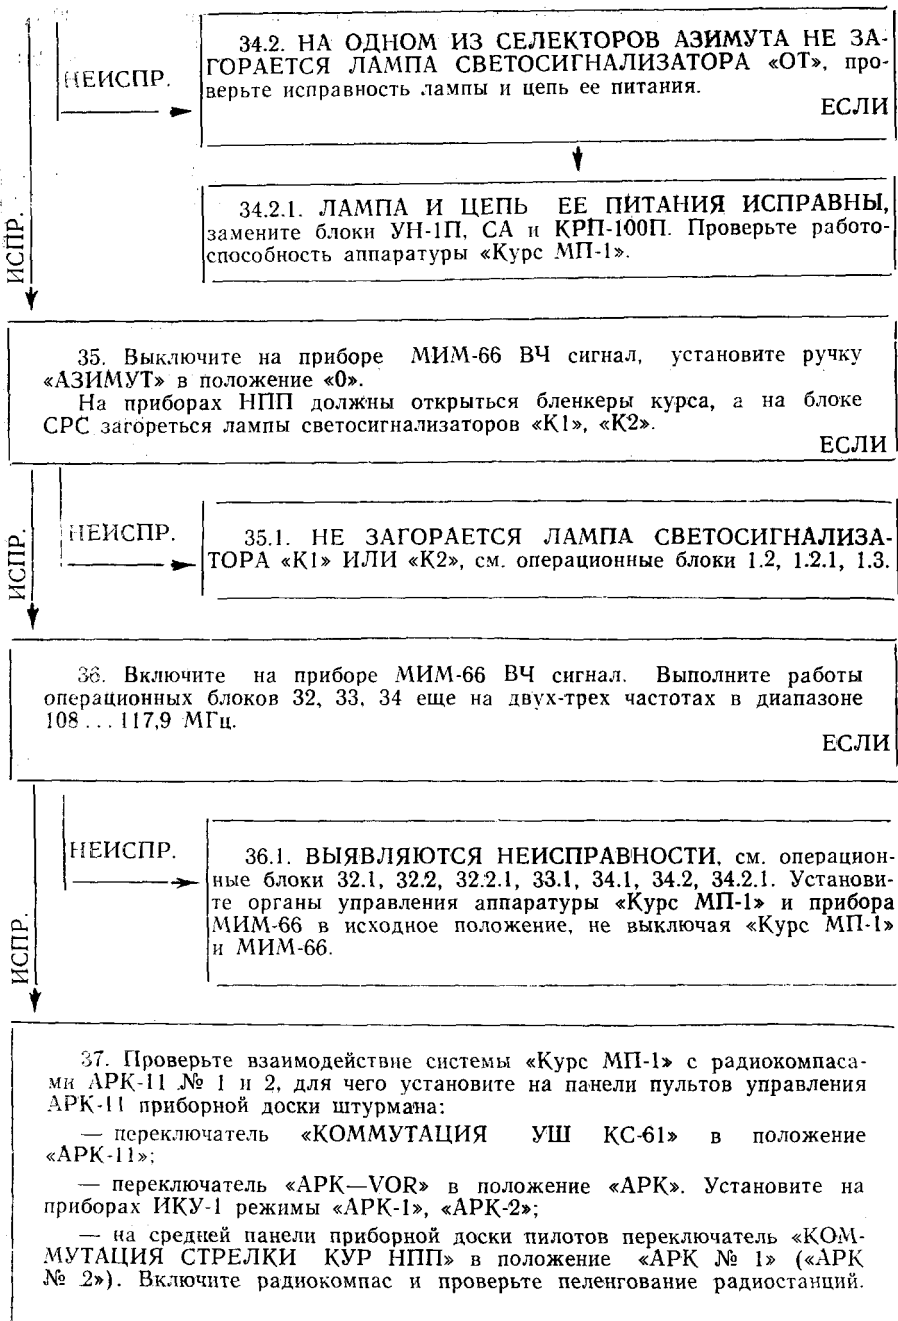 34.2. НА ОДНОМ ИЗ СЕЛЕКТОРОВ АЗИМУТА НЕ ЗА-
ГОРАЕТСЯ ЛАМПА СВЕТОСИГНАЛИЗАТОРА «ОТ», про-
верьте исправность лампы и цепь ее питания.
ЕСЛИ
НЕИСПР.
34.2.1. ЛАМПА И ЦЕПЬ ЕЕ ПИТАНИЯ ИСПРАВНЫ,
замените блоки УН-1П, СА и КРП-100П. Проверьте работо-
способность аппаратуры «Курс МП-1».
ИСПР.
35. Выключите на приборе МИМ-66 ВЧ сигнал, установите ручку
«АЗИМУТ» в положение «0».
На приборах НПП должны открыться бленкеры курса, а на блоке
СРС загореться лампы светосигнализаторов «К1», «К2».
ЕСЛИ
НЕИСПР.
35.1. НЕ ЗАГОРАЕТСЯ ЛАМПА СВЕТОСИГНАЛИЗА-
ТОРА «К1» ИЛИ «К2», см. операционные блоки 1.2, 1.2.1, 1.3.
ИСПР.
36. Включите на приборе МИМ-66 ВЧ сигнал. Выполните работы
операционных блоков 32, 33, 34 еще на двух-трех частотах в диапазоне
108...117,9 МГц.
ЕСЛИ
НЕИСПР.
36.1. ВЫЯВЛЯЮТСЯ НЕИСПРАВНОСТИ, см. операцион-
ные блоки 32.1, 32.2, 32.2.1, 33.1, 34.1, 34.2, 34.2.1. Установи-
те органы управления аппаратуры «Курс МП-1» и прибора
МИМ-66 в исходное положение, не выключая «Курс МП-1»
и МИМ-66.
ИСПР.
37. Проверьте взаимодействие системы «Курс МП-1» с радиокомпаса-
ми АРК-11 № 1 и 2, для чего установите на панели пультов управления
АРК-11 приборной доски штурмана:
— переключатель «КОММУТАЦИЯ УШ КС-61» в положение
«АРК-11»;
— переключатель «АРК—VOR» в положение «АРК». Установите на
приборах ИКУ-1 режимы «АРК-1», «АРК-2»;
— на средней панели приборной доски пилотов переключатель «КОМ-
МУТАЦИЯ СТРЕЛКИ КУР НПП» в положение «АРК № 1» («АРК
№ 2»). Включите радиокомпас и проверьте пеленгование радиостанций.